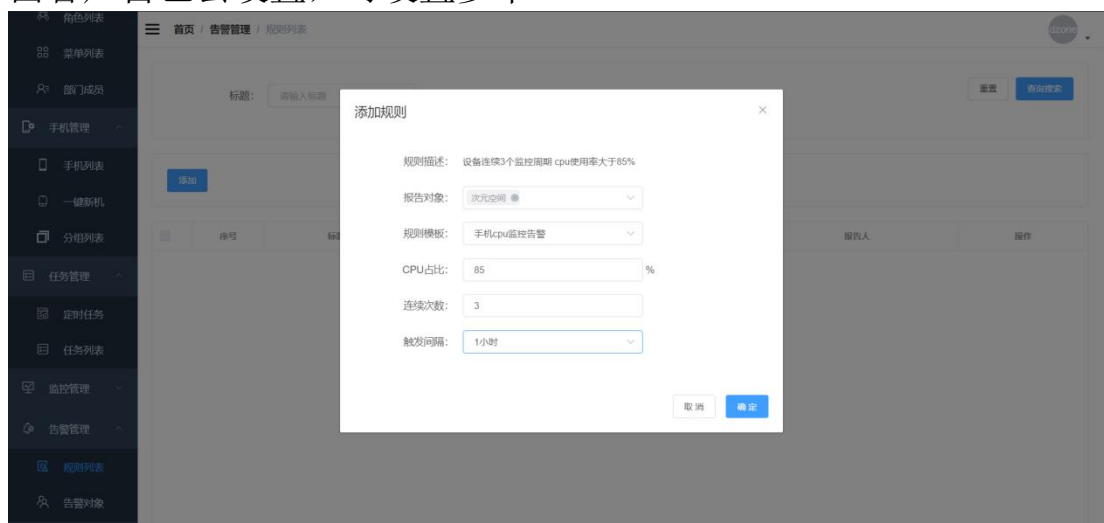 角色列表
首页 / 告警管理 / 规则列表
dzone
菜单列表
部门成员
标题：
请输入标题
重置
查询搜索
手机管理
手机列表
添加
一键新机
分组列表
序号
报告人
操作
任务管理
定时任务
任务列表
监控管理
告警管理
规则列表
告警对象
添加规则
规则描述： 设备连续3个监控周期 cpu使用率大于85%
报告对象： 次元空间
规则模板： 手机cpu监控告警
CPU占比： 85 %
连续次数： 3
触发间隔： 1小时
取消
确定